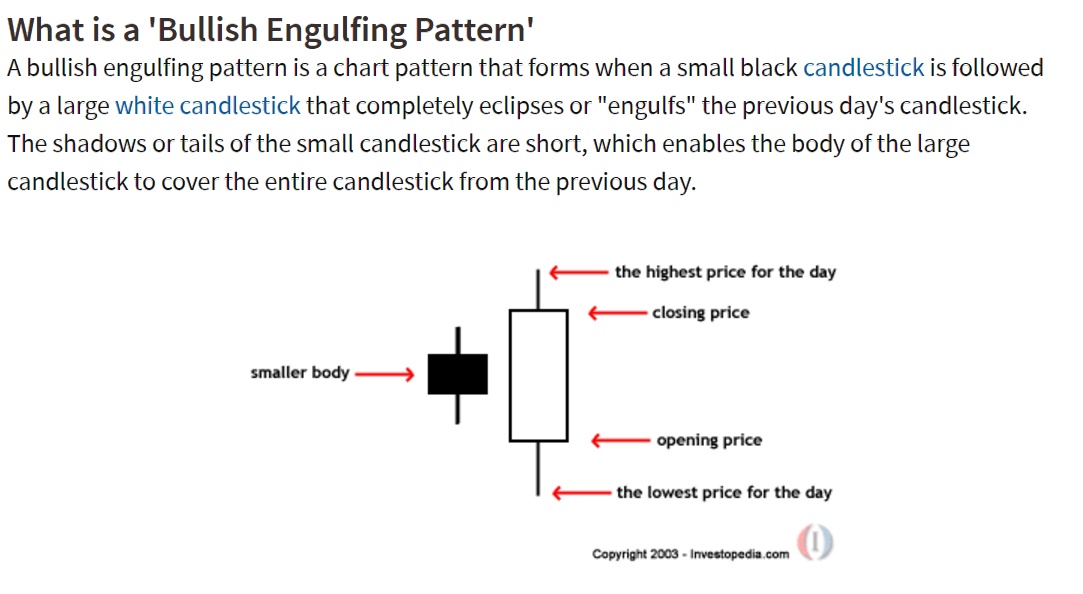 What is a 'Bullish Engulfing Pattern'
A bullish engulfing pattern is a chart pattern that forms when a small black candlestick is followed
by a large white candlestick that completely eclipses or "engulfs" the previous day's candlestick.
The shadows or tails of the small candlestick are short, which enables the body of the large
candlestick to cover the entire candlestick from the previous day.
the highest price for the day
closing price
smaller body
opening price
the lowest price for the day
Copyright 2003 - Investopedia.com
I